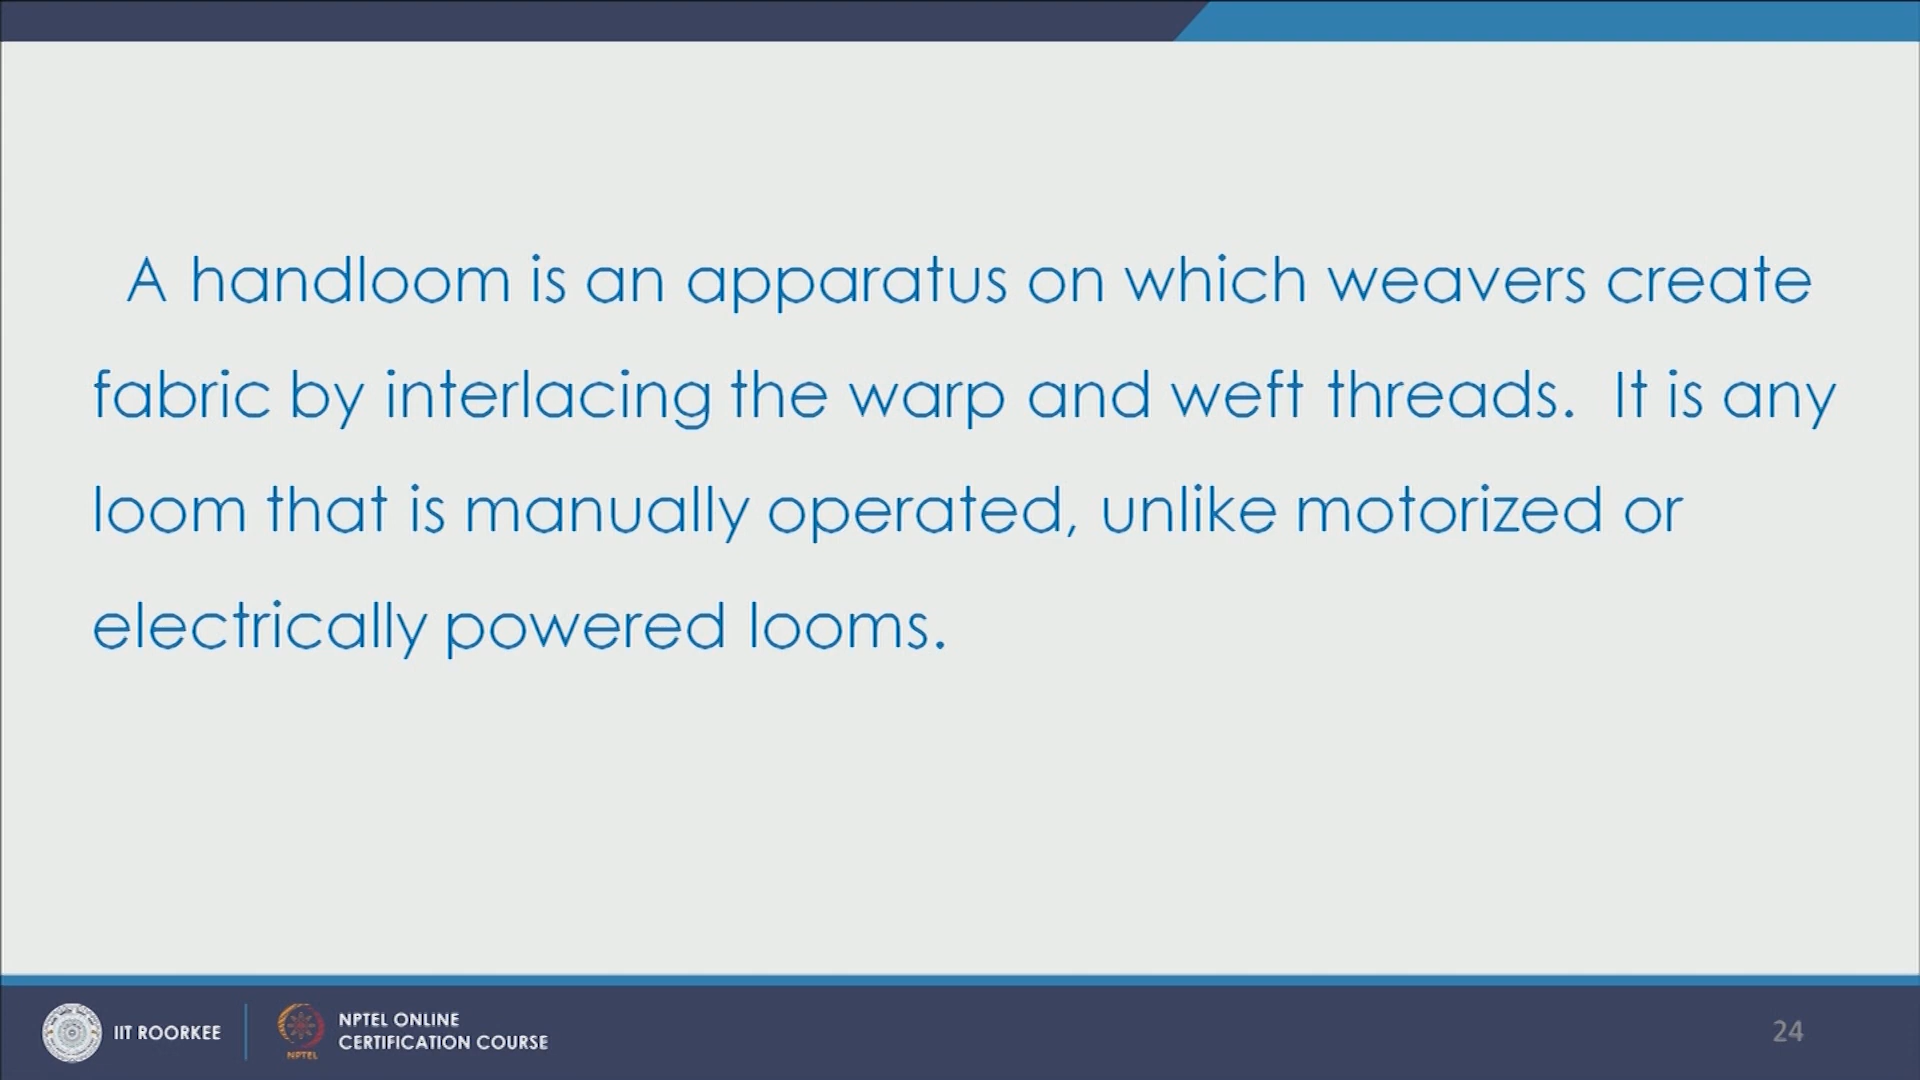 A handloom is an apparatus on which weavers create
fabric by interlacing the warp and weft threads.  It is any
loom that is manually operated, unlike motorized or
electrically powered looms.
IIT ROORKEE
NPTEL
NPTEL ONLINE
CERTIFICATION COURSE
24